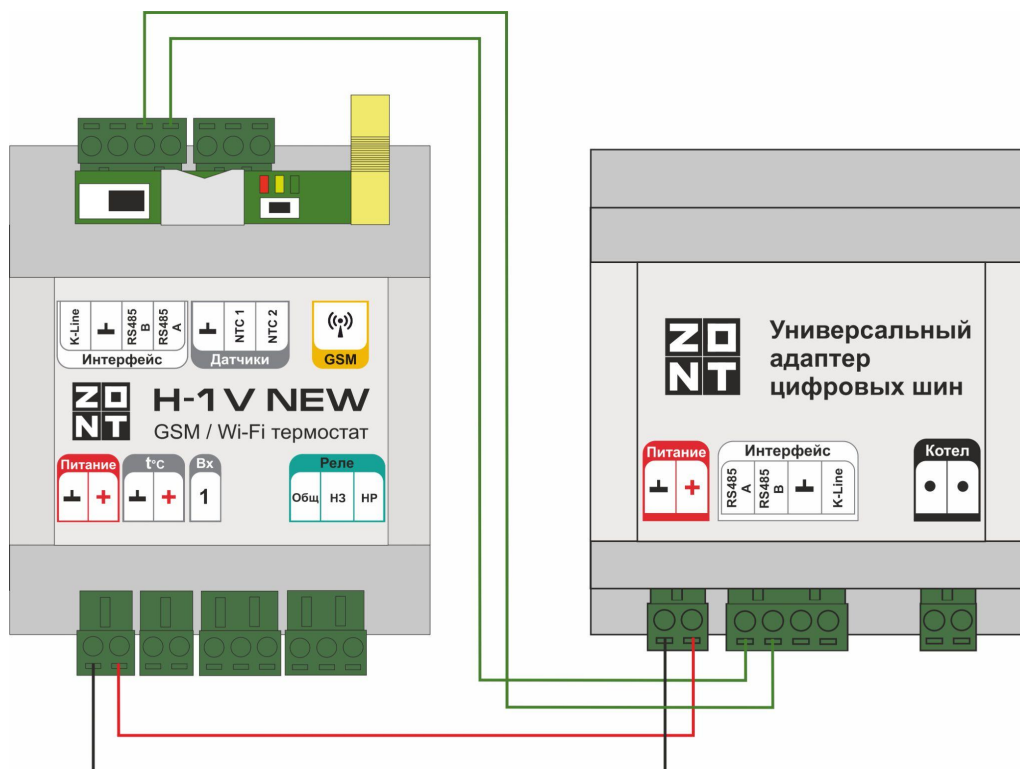 K-Line
RS485
B
RS485
A
Интерфейс
NTC 1
NTC 2
Датчики
GSM
ZONT
H-1V NEW
GSM / Wi-Fi термостат
Питание
+
t°C
+
Вх
1
Реле
Общ
НЗ
НР
ZONT
Универсальный
адаптер
цифровых шин
Питание
+
Интерфейс
RS485
A
RS485
B
K-Line
Котел